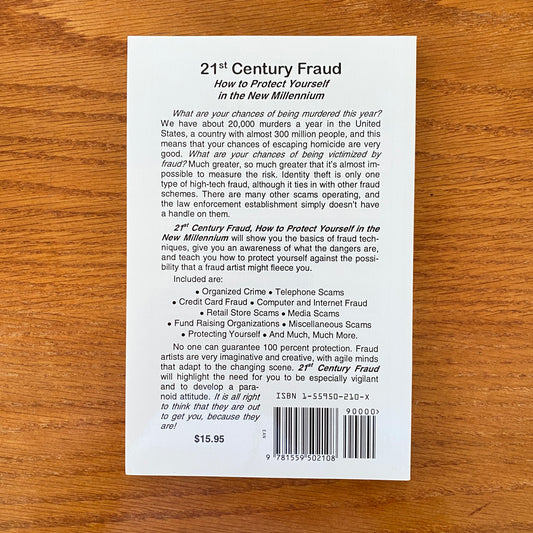 21st Century Fraud
How to Protect Yourself
in the New Millennium
What are your chances of being murdered this year?
We have about 20,000 murders a year in the United
States, a country with almost 300 million people, and this
means that your chances of escaping homicide are very
good. What are your chances of being victimized by
fraud? Much greater, so much greater that it's almost im-
possible to measure the risk. Identity theft is only one
type of high-tech fraud, although it ties in with other fraud
schemes. There are many other scams operating, and
the law enforcement establishment simply doesn't have
a handle on them.
21st Century Fraud, How to Protect Yourself in the
New Millennium will show you the basics of fraud tech-
niques, give you an awareness of what the dangers are,
and teach you how to protect yourself against the possi-
bility that a fraud artist might fleece you.
Included are:
• Organized Crime • Telephone Scams
• Credit Card Fraud • Computer and Internet Fraud
• Retail Store Scams • Media Scams
• Fund Raising Organizations • Miscellaneous Scams
• Protecting Yourself • And Much, Much More.
No one can guarantee 100 percent protection. Fraud
artists are very imaginative and creative, with agile minds
that adapt to the changing scene. 21st Century Fraud
will highlight the need for you to be especially vigilant
and to develop a para-
noid attitude. It is all right
to think that they are out
to get you, because they
are!
$15.95
ISBN 1-55950-210-X
90000>
EAN
9 781559 502108